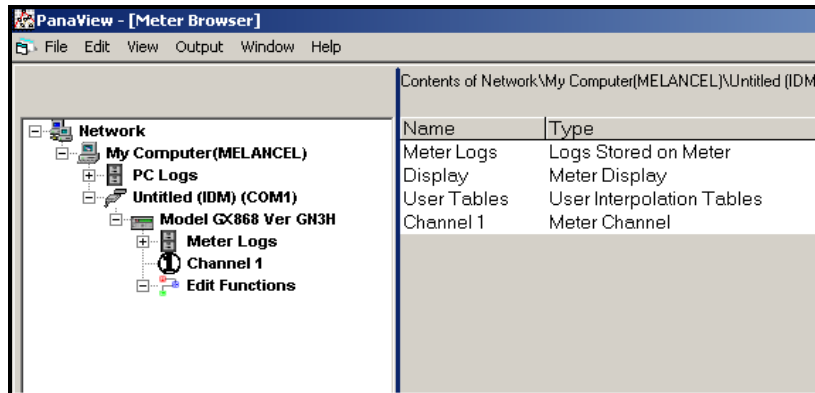 PanaView - [Meter Browser]
File Edit View Output Window Help
Contents of Network\My Computer(MELANCEL)\Untitled (IDM
Network
My Computer(MELANCEL)
PC Logs
Untitled (IDM) (COM1)
Model GX868 Ver GN3H
Meter Logs
1 Channel 1
Edit Functions
Name Type
Meter Logs Logs Stored on Meter
Display Meter Display
User Tables User Interpolation Tables
Channel 1 Meter Channel